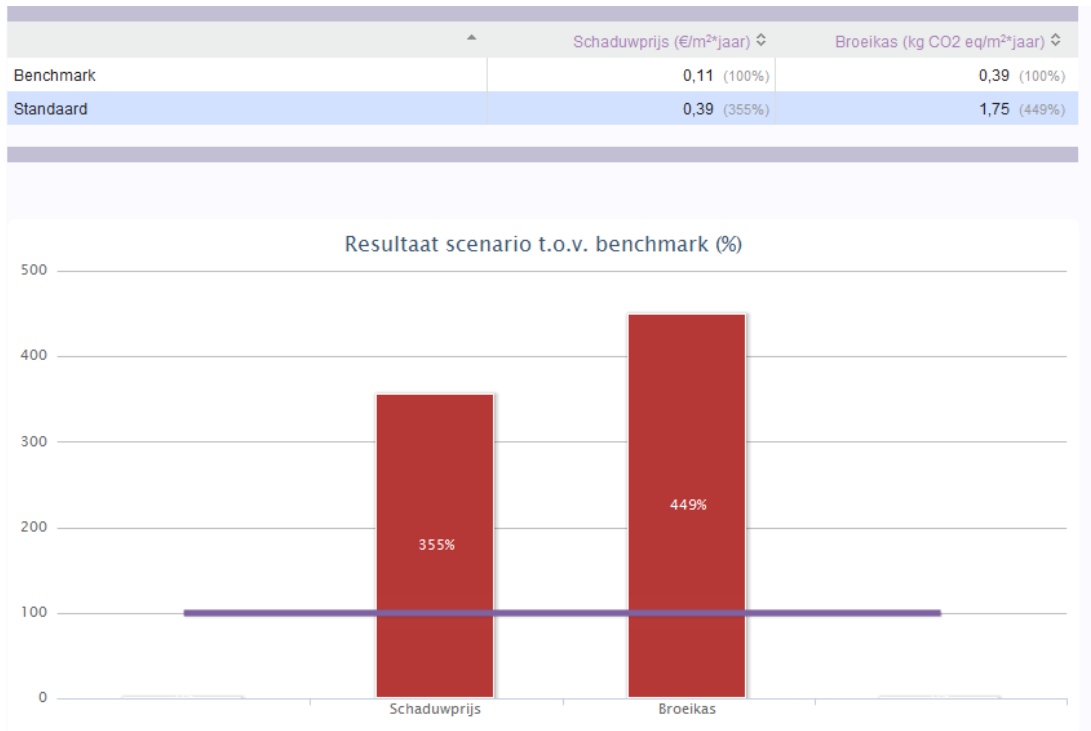 Schaduwprijs (€/m²*jaar) Broeikas (kg CO2 eq/m²*jaar)
Benchmark 0,11 (100%) 0,39 (100%)
Standaard 0,39 (355%) 1,75 (449%)
Resultaat scenario t.o.v. benchmark (%)
500
400
300
449%
200
355%
100
0
Schaduwprijs Broeikas